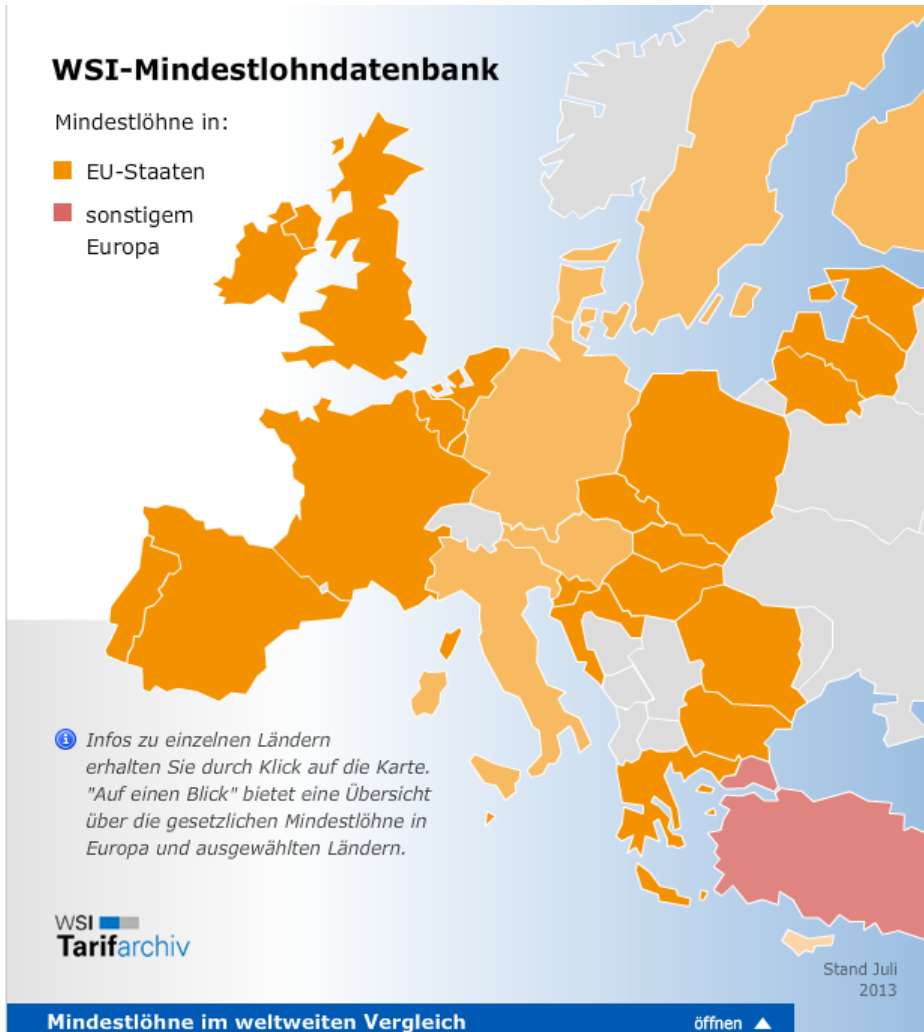 WSI-Mindestlohndatenbank
Mindestlöhne in:
EU-Staaten
sonstigem
Europa
Infos zu einzelnen Ländern
erhalten Sie durch Klick auf die Karte.
"Auf einen Blick" bietet eine Übersicht
über die gesetzlichen Mindestlöhne in
Europa und ausgewählten Ländern.
WSI
Tarifarchiv
Stand Juli
2013
Mindestlöhne im weltweiten Vergleich öffnen